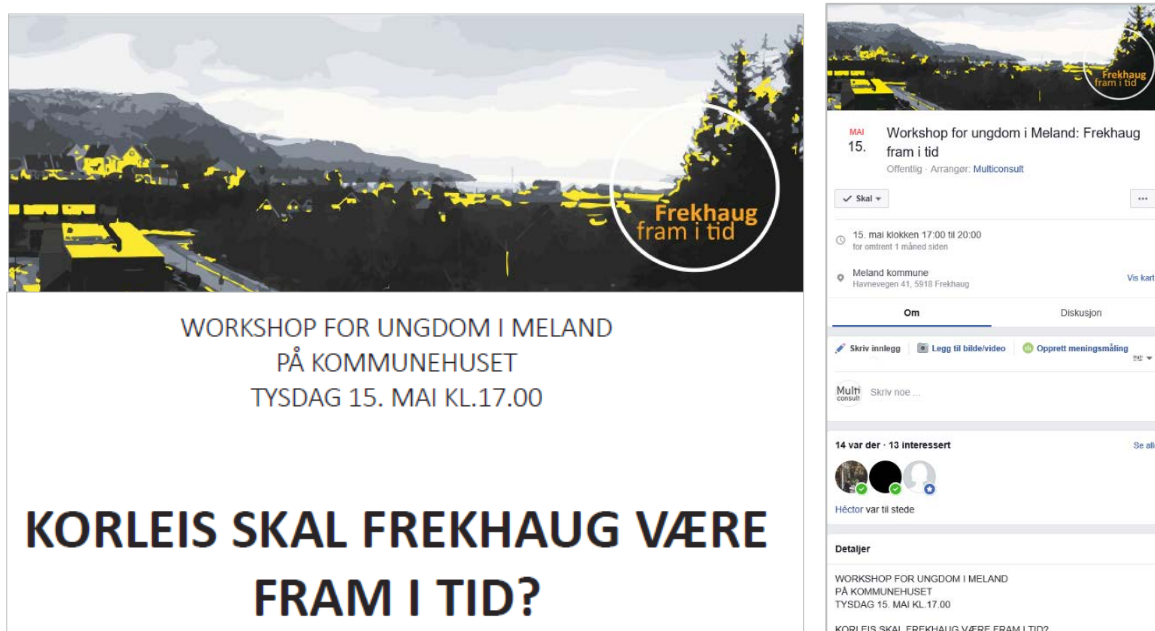 Frekhaug
fram i tid
WORKSHOP FOR UNGDOM I MELAND
PÅ KOMMUNEHUSET
TYSDAG 15. MAI KL.17.00
KORLEIS SKAL FREKHAUG VÆRE
FRAM I TID?
Frekhaug
fram i tid
MAI
15.
Workshop for ungdom i Meland: Frekhaug
fram i tid
Offentlig · Arrangør: Multiconsult
Skal
15. mai klokken 17:00 til 20:00
for omtrent 1 måned siden
Meland kommune
Havnevegen 41, 5918 Frekhaug
Vis kart
Om Diskusjon
Skriv innlegg Legg til bilde/video Opprett meningsmåling
Multi
consult
Skriv noe ...
14 var der · 13 interessert
Se alle
Héctor var til stede
Detaljer
WORKSHOP FOR UNGDOM I MELAND
PÅ KOMMUNEHUSET
TYSDAG 15. MAI KL.17.00
KORLEIS SKAL FREKHAUG VÆRE FRAM I TID?